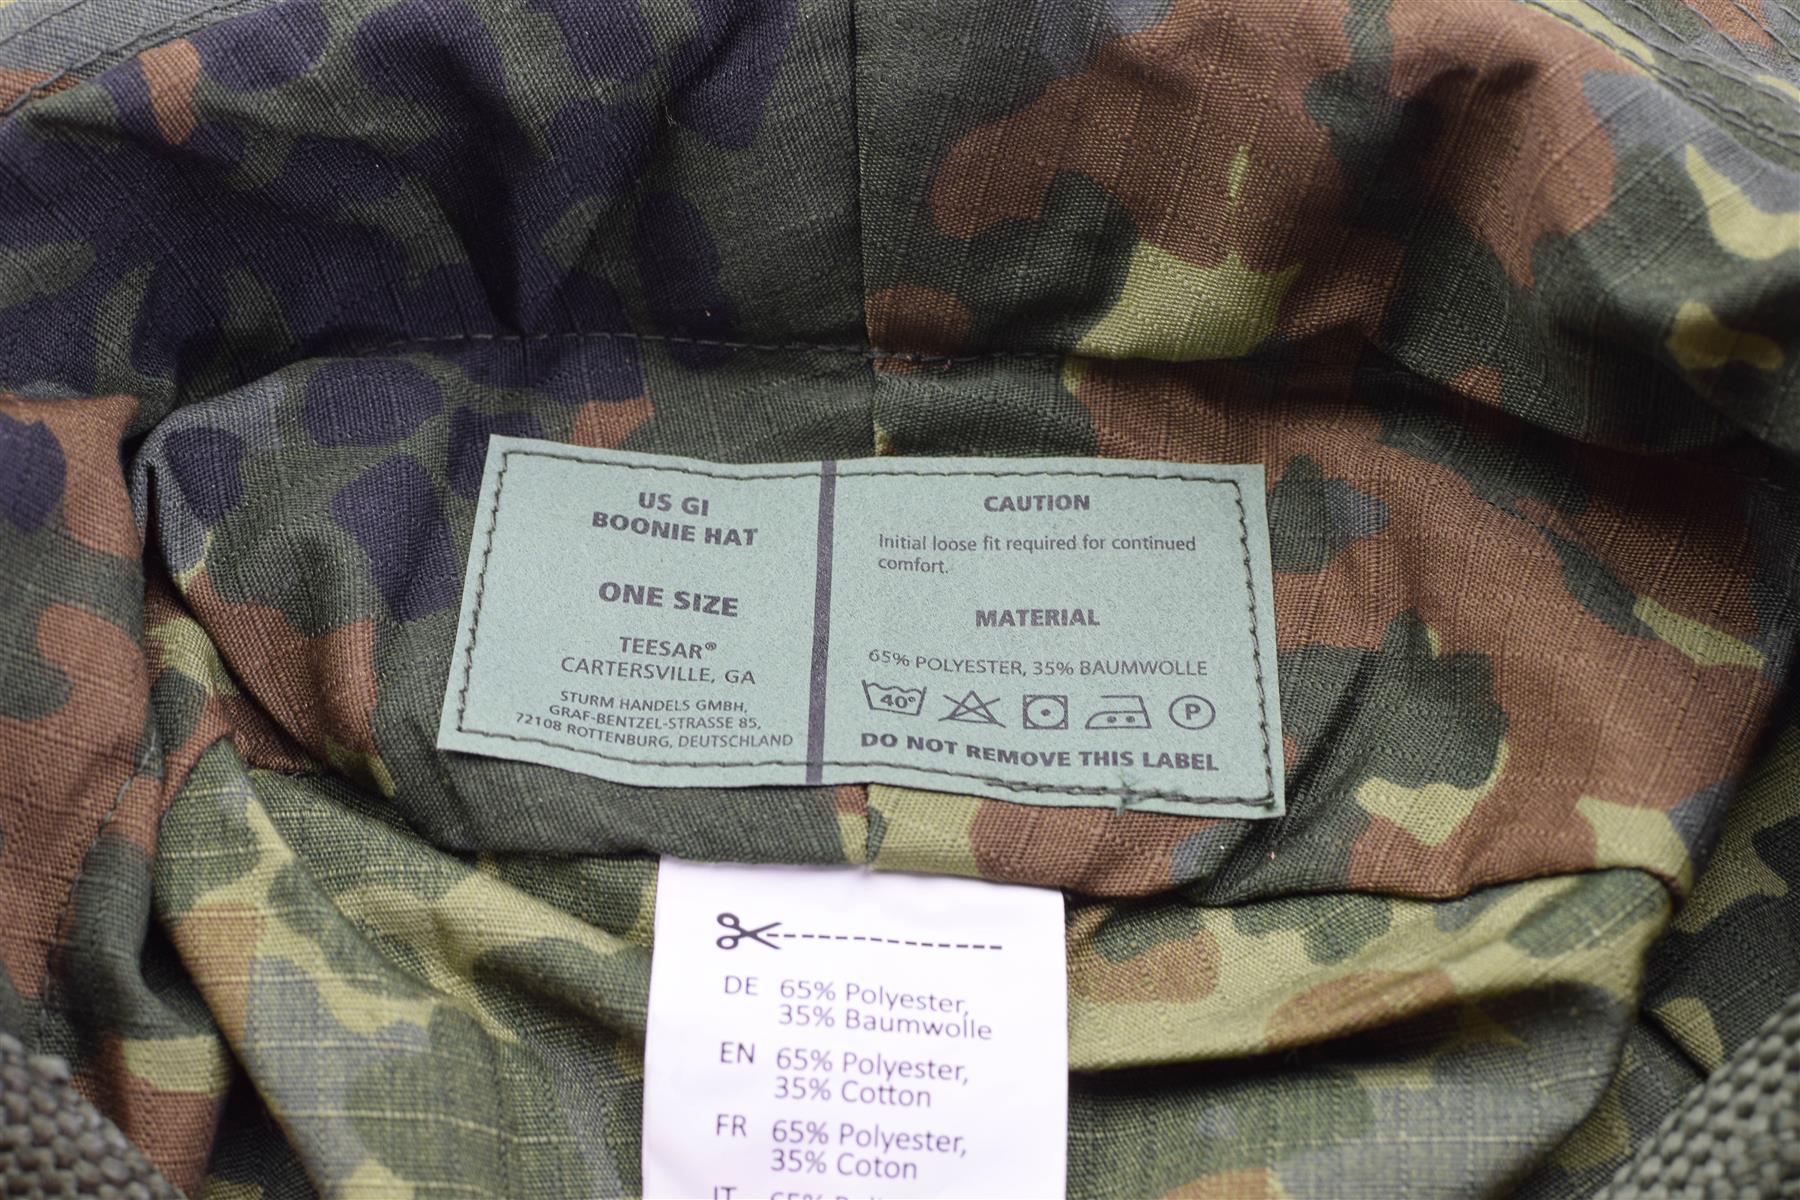 US GI
BOONIE HAT
ONE SIZE
TEESAR®
CARTERSVILLE, GA
STURM HANDELS GMBH,
GRAF-BENTZEL-STRASSE 85,
72108 ROTTENBURG, DEUTSCHLAND
CAUTION
Initial loose fit required for continued
comfort.
MATERIAL
65% POLYESTER, 35% BAUMWOLLE
40° P
DO NOT REMOVE THIS LABEL
DE 65% Polyester,
35% Baumwolle
EN 65% Polyester,
35% Cotton
FR 65% Polyester,
35% Coton
IT 65%